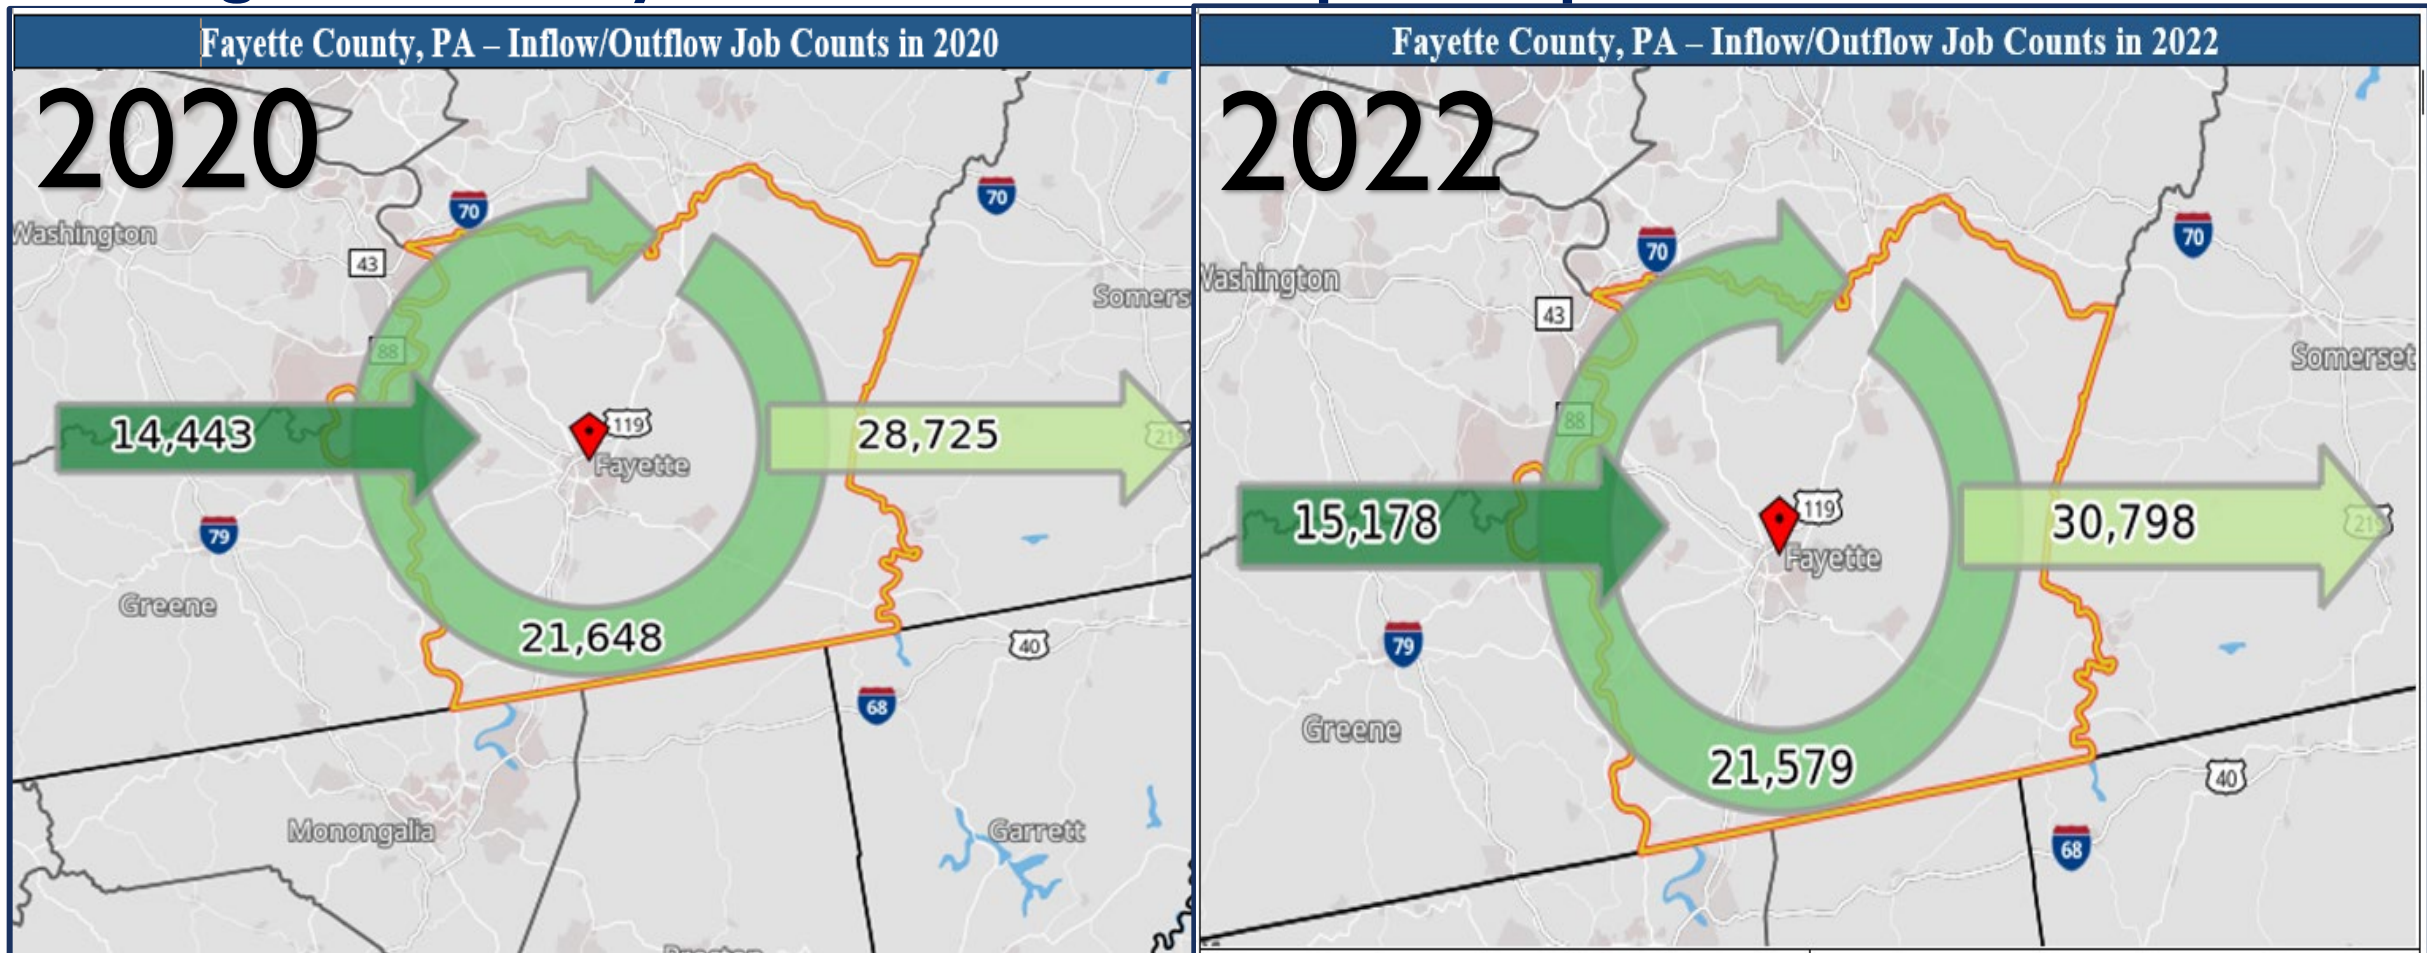 Fayette County, PA – Inflow/Outflow Job Counts in 2020
2020
70
70
Washington
43
Somers
88
14,443
119
28,725
219
Fayette
79
Greene
21,648
40
68
Monongalia
Garrett
Fayette County, PA – Inflow/Outflow Job Counts in 2022
2022
70
70
Washington
43
Somerset
88
15,178
119
30,798
219
Fayette
79
Greene
21,579
40
68